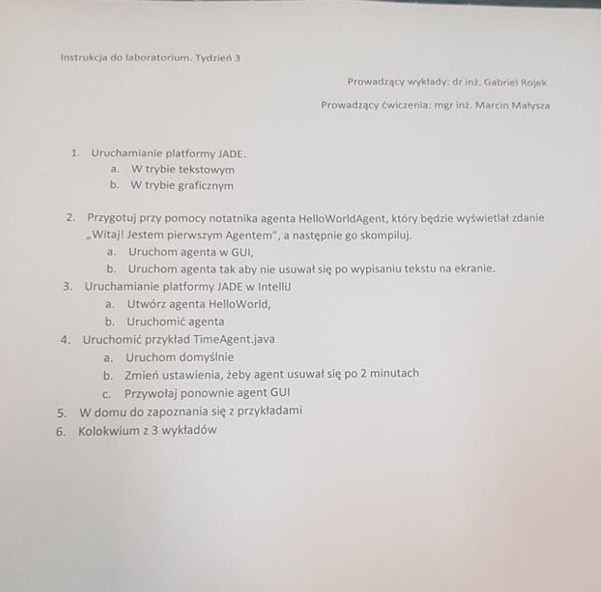 Instrukcja do laboratorium. Tydzień 3
Prowadzący wykłady: dr inż. Gabriel Rojek
Prowadzący ćwiczenia: mgr inż. Marcin Małysza
1. Uruchamianie platformy JADE.
a. W trybie tekstowym
b. W trybie graficznym
2. Przygotuj przy pomocy notatnika agenta HelloWorldAgent, który będzie wyświetlał zdanie
„Witaj! Jestem pierwszym Agentem”, a następnie go skompiluj.
a. Uruchom agenta w GUI,
b. Uruchom agenta tak aby nie usuwał się po wypisaniu tekstu na ekranie.
3. Uruchamianie platformy JADE w IntelliJ
a. Utwórz agenta HelloWorld,
b. Uruchomić agenta
4. Uruchomić przykład TimeAgent.java
a. Uruchom domyślnie
b. Zmień ustawienia, żeby agent usuwał się po 2 minutach
c. Przywołaj ponownie agent GUI
5. W domu do zapoznania się z przykładami
6. Kolokwium z 3 wykładów